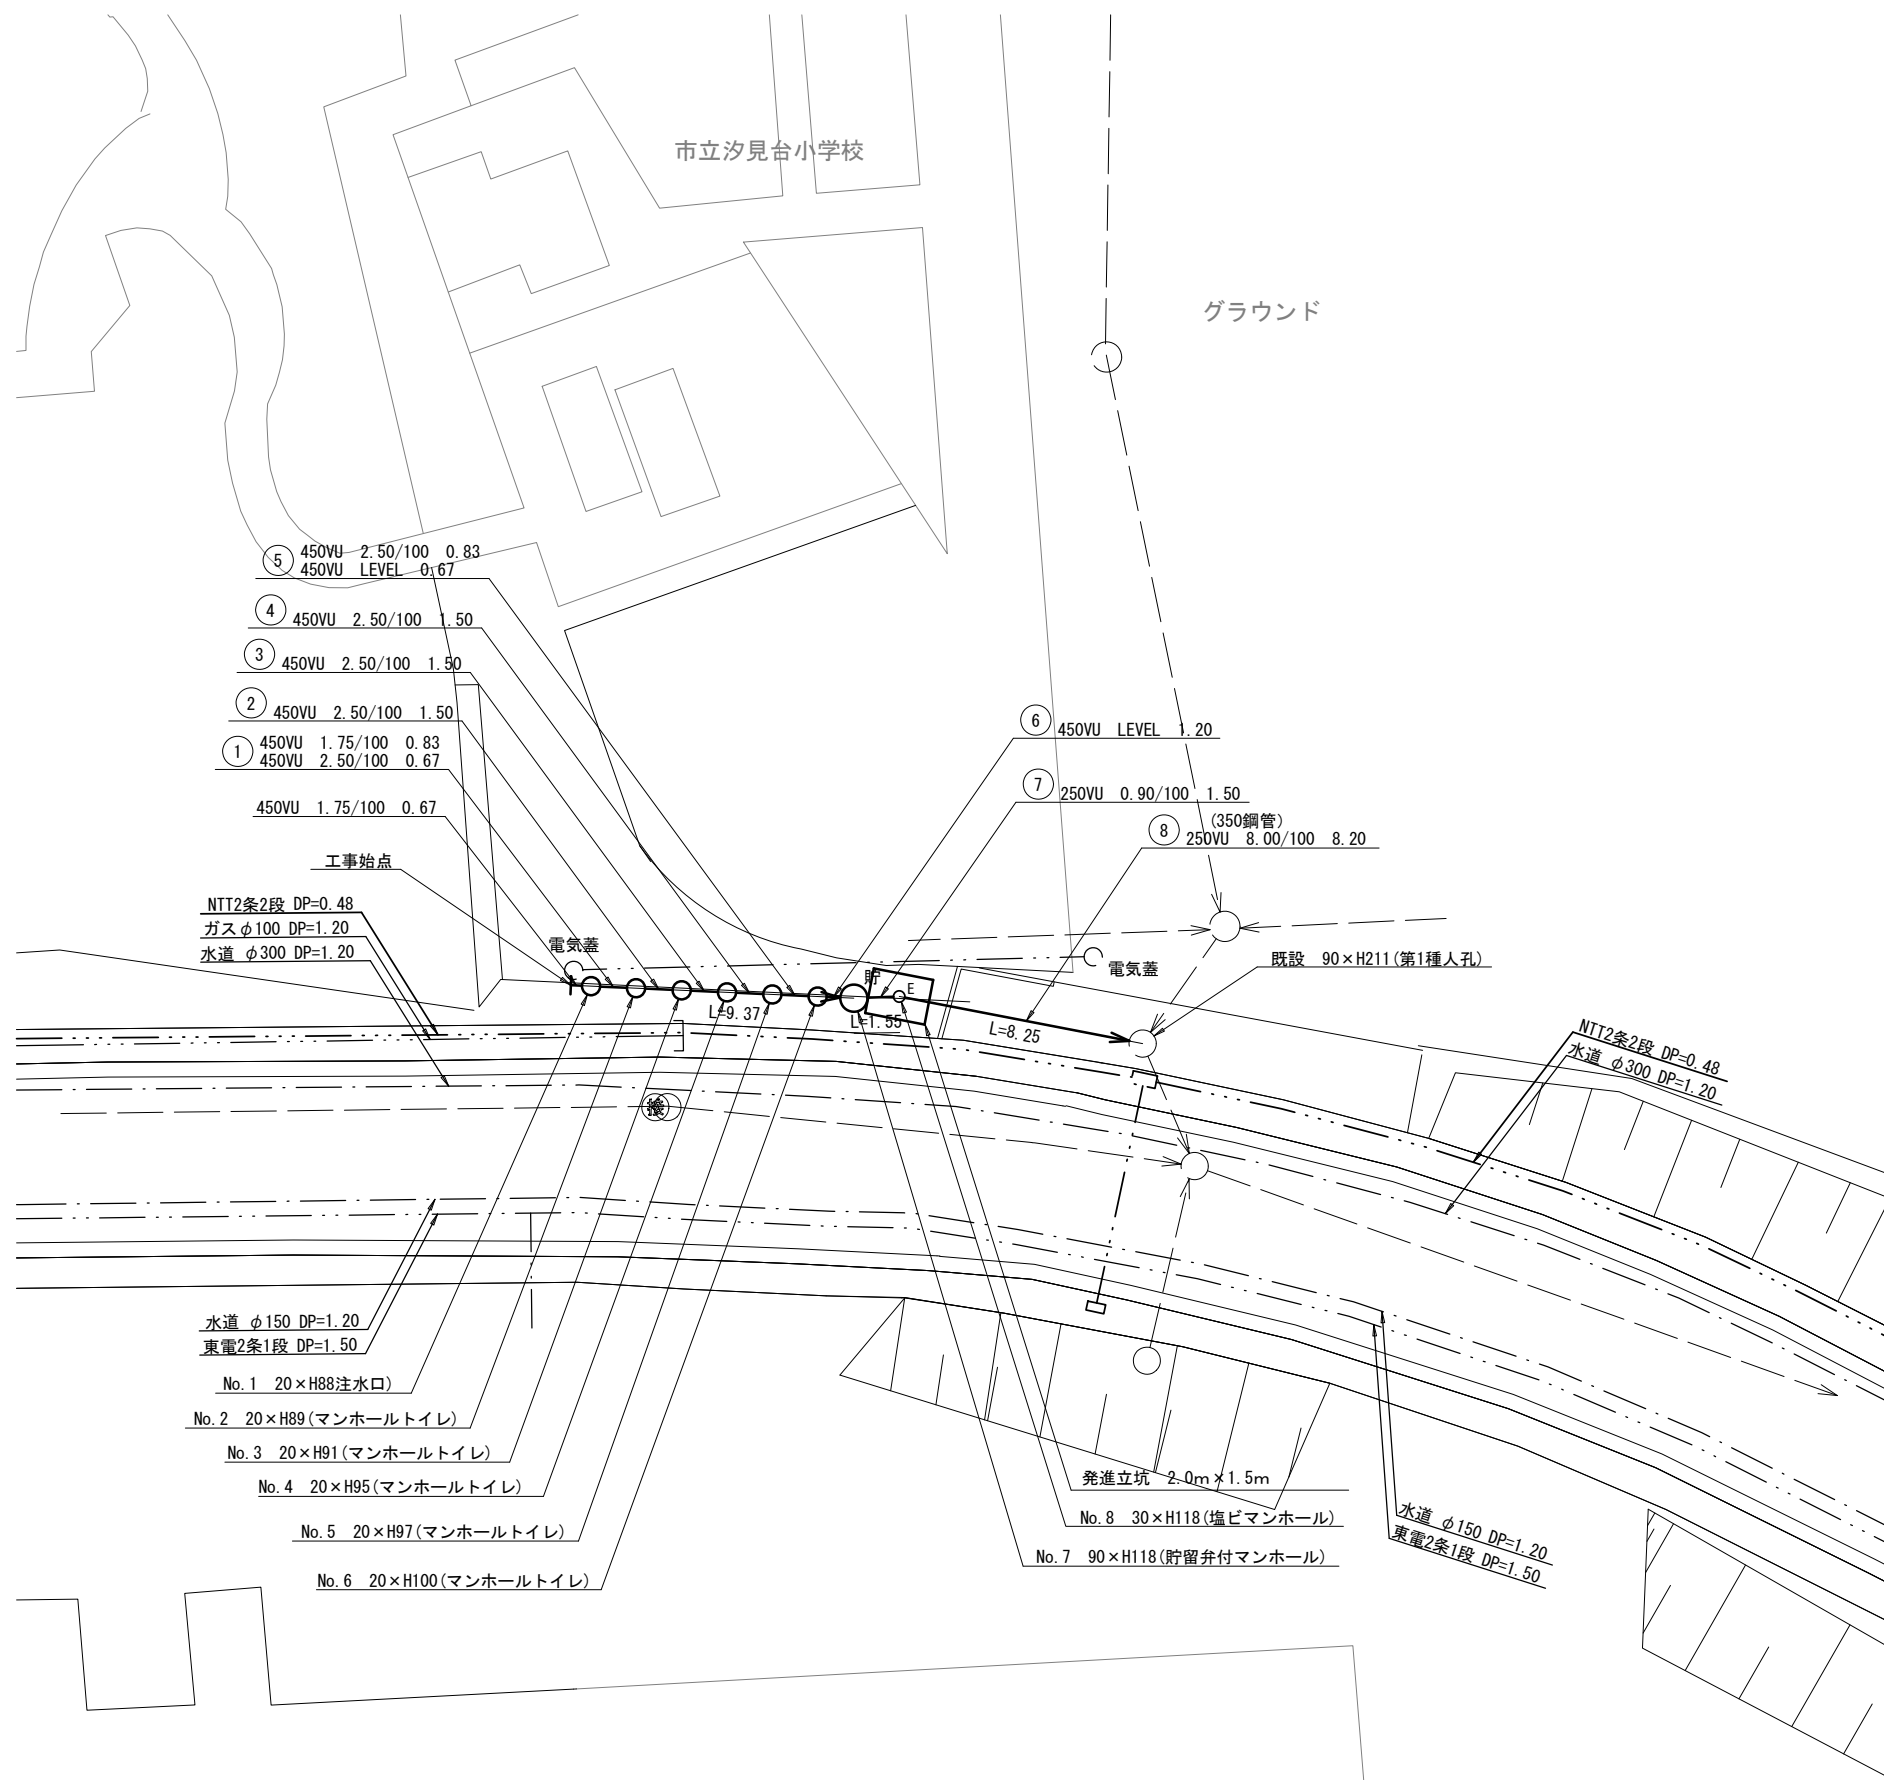 市立汐見台小学校
グラウンド
⑤ 450VU 2.50/100 0.83
450VU LEVEL 0.67
④ 450VU 2.50/100 1.50
③ 450VU 2.50/100 1.50
② 450VU 2.50/100 1.50
① 450VU 1.75/100 0.83
450VU 2.50/100 0.67
450VU 1.75/100 0.67
工事始点
⑥ 450VU LEVEL 1.20
⑦ 250VU 0.90/100 1.50
(350鋼管)
⑧ 250VU 8.00/100 8.20
NTT2条2段 DP=0.48
ガスφ100 DP=1.20
水道 φ300 DP=1.20
電気蓋
電気蓋
既設 90×H211(第1種人孔)
貯
E
L=9.37
L=1.55
L=8.25
NTT2条2段 DP=0.48
水道 φ300 DP=1.20
水道 φ150 DP=1.20
東電2条1段 DP=1.50
No.1 20×H88注水口)
No.2 20×H89(マンホールトイレ)
No.3 20×H91(マンホールトイレ)
No.4 20×H95(マンホールトイレ)
No.5 20×H97(マンホールトイレ)
No.6 20×H100(マンホールトイレ)
発進立坑 2.0m×1.5m
No.8 30×H118(塩ビマンホール)
No.7 90×H118(貯留弁付マンホール)
水道 φ150 DP=1.20
東電2条1段 DP=1.50